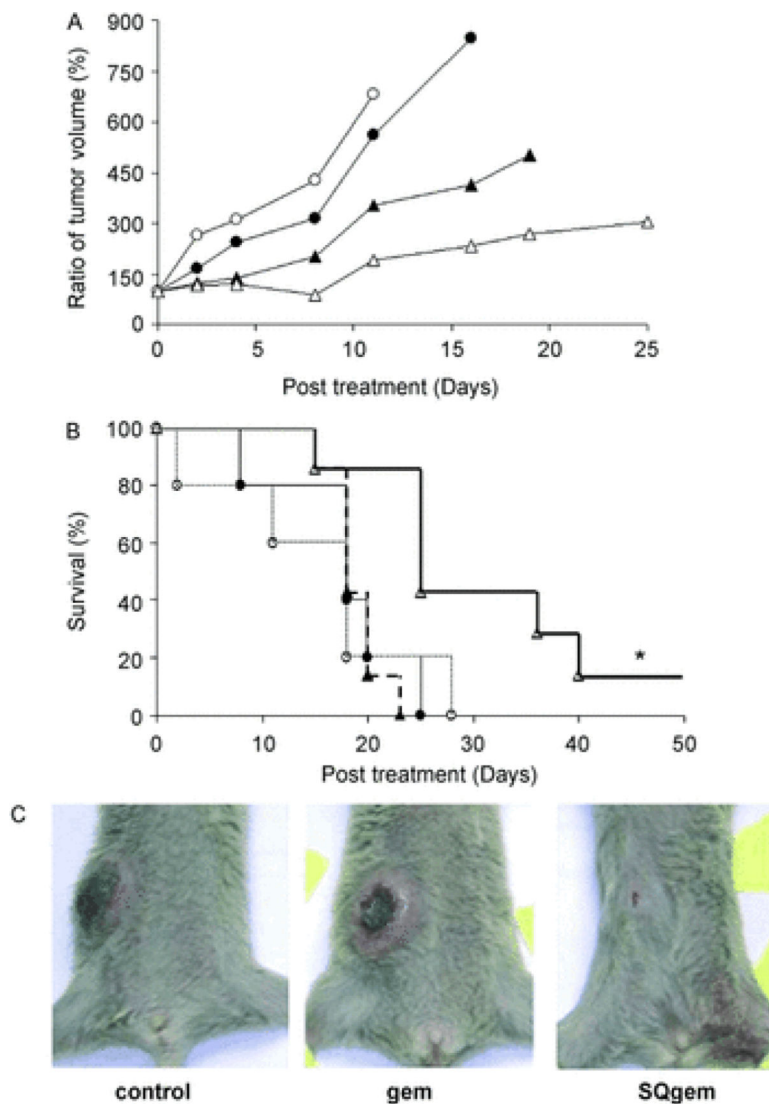 A
Ratio of tumor volume (%)
900
750
600
450
300
150
0
0 5 10 15 20 25
Post treatment (Days)
B
Survival (%)
100
80
60
40
20
0
*
0 10 20 30 40 50
Post treatment (Days)
C
control gem SQgem